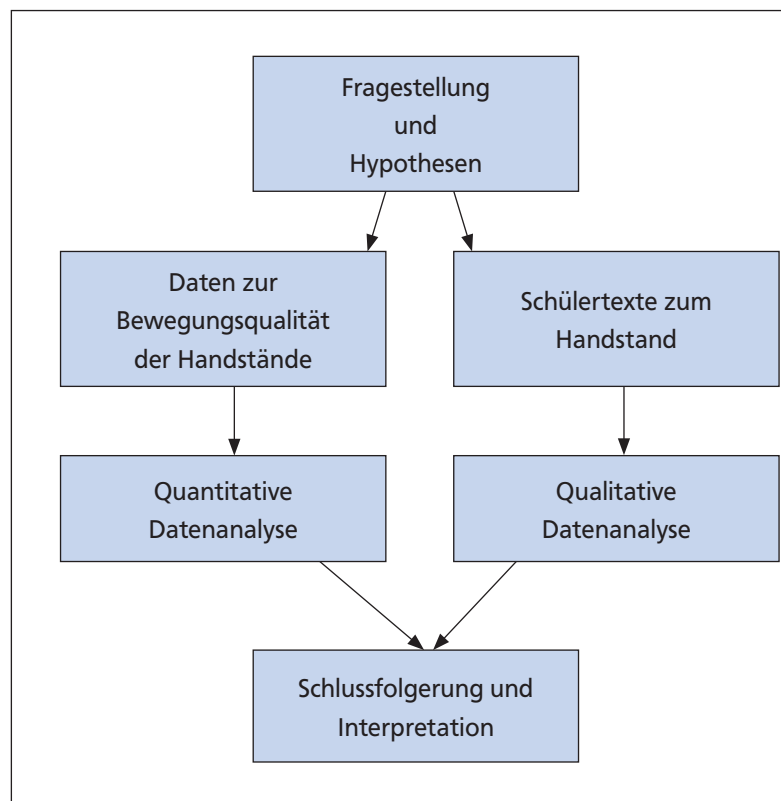 Fragestellung
und
Hypothesen
Daten zur
Bewegungsqualität
der Handstände
Schülertexte zum
Handstand
Quantitative
Datenanalyse
Qualitative
Datenanalyse
Schlussfolgerung und
Interpretation